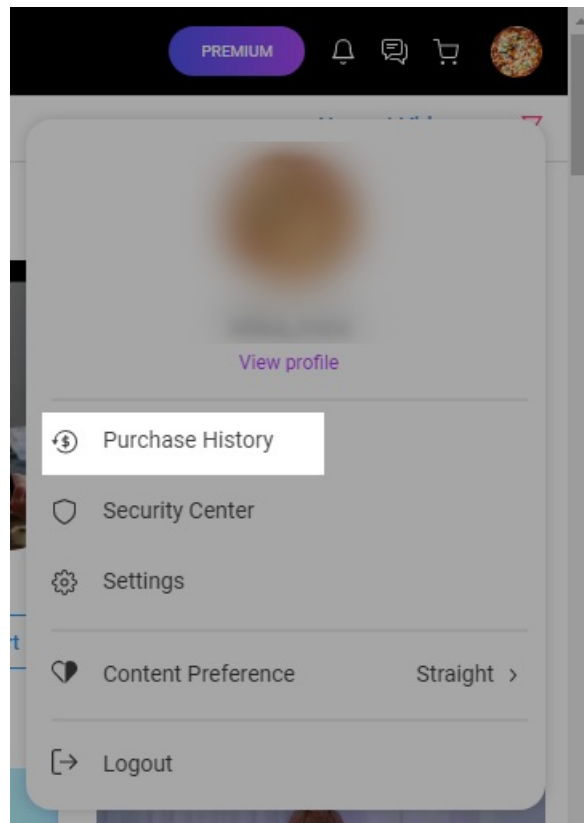 PREMIUM
View profile
Purchase History
Security Center
Settings
Content Preference
Straight >
Logout